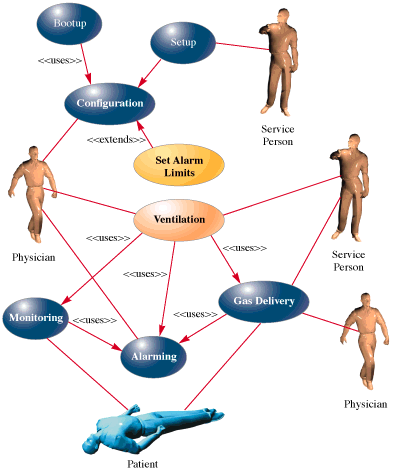 Bootup
Setup
<<uses>>
Configuration
Service
Person
<<extends>>
Set Alarm
Limits
Physician
Ventilation
<<uses>>
<<uses>>
<<uses>>
Service
Person
Monitoring
<<uses>>
Gas Delivery
<<uses>>
Alarming
Physician
Patient